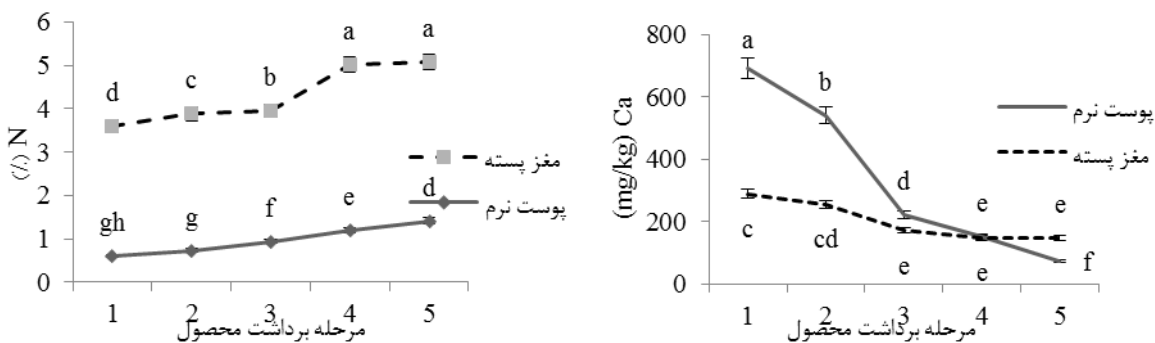 6
5
4
3
2
1
0
N (٪)
a a
d c b
gh g f e d
مغز پسته
پوست نرم
1 2 3 4 5
مرحله برداشت محصول
800
600
400
200
0
(mg/kg) Ca
a
b
d e e
c cd
e e f
پوست نرم
مغز پسته
1 2 3 4 5
مرحله برداشت محصول